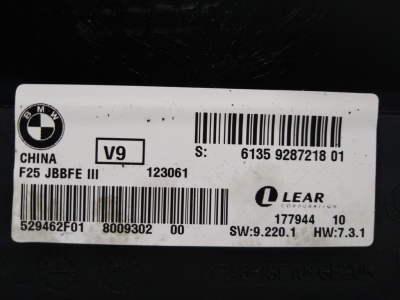 BMW
CHINA
V9
S: 6135 9287218 01
F25 JBBFE III 123061
LEAR
CORPORATION
177944 10
529462F01 8009302 00
SW:9.220.1 HW:7.3.1